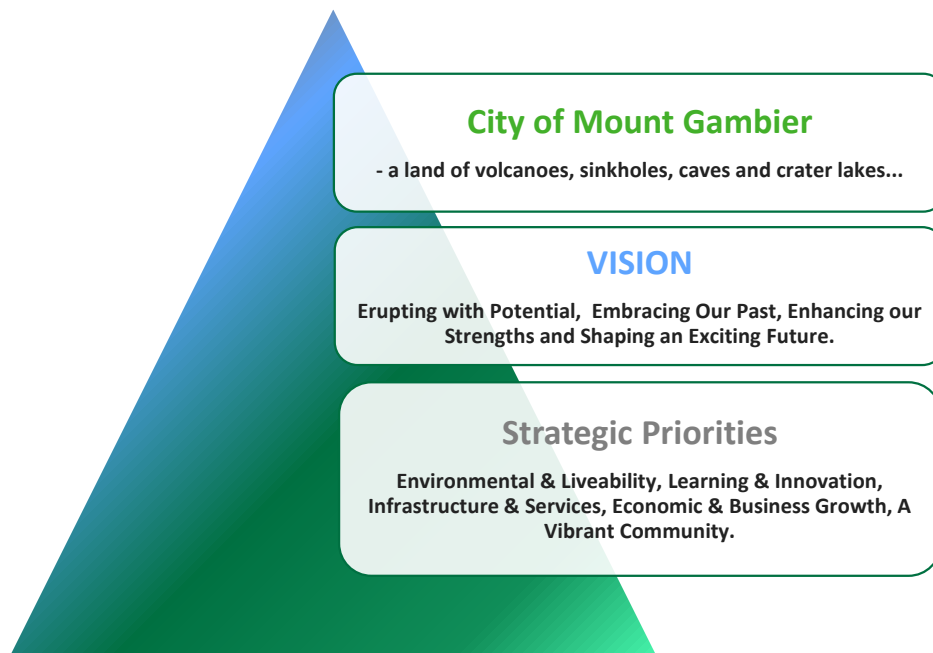 City of Mount Gambier
- a land of volcanoes, sinkholes, caves and crater lakes...
VISION
Erupting with Potential,  Embracing Our Past, Enhancing our
Strengths and Shaping an Exciting Future.
Strategic Priorities
Environmental & Liveability, Learning & Innovation,
Infrastructure & Services, Economic & Business Growth, A
Vibrant Community.